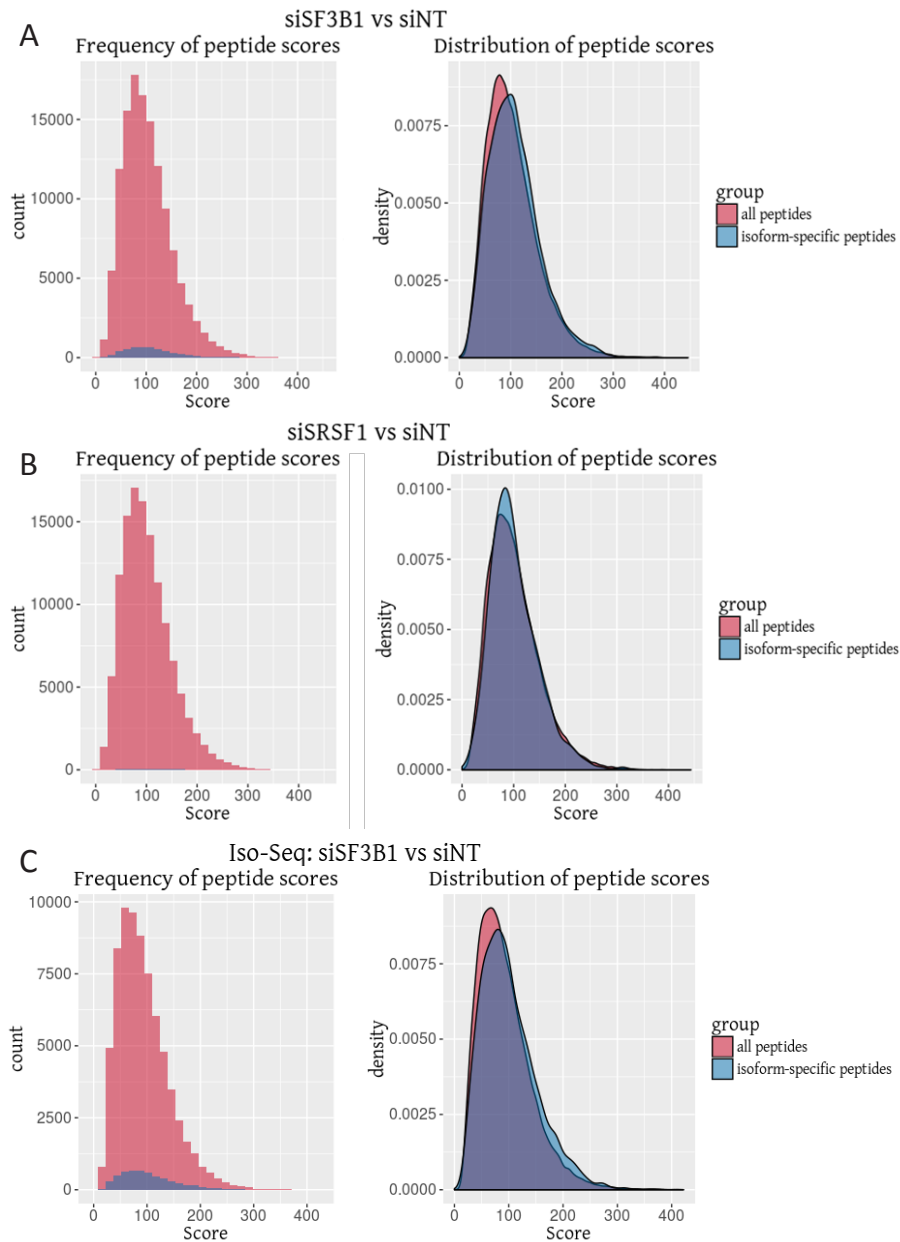 A
siSF3B1 vs siNT
Frequency of peptide scores
Distribution of peptide scores
15000
10000
5000
0
count
0 100 200 300 400
Score
0.0075
0.0050
0.0025
0.0000
density
0 100 200 300 400
Score
group
all peptides
isoform-specific peptides
B
siSRSF1 vs siNT
Frequency of peptide scores
Distribution of peptide scores
15000
10000
5000
0
count
0 100 200 300 400
Score
0.0100
0.0075
0.0050
0.0025
0.0000
density
0 100 200 300 400
Score
group
all peptides
isoform-specific peptides
C
Iso-Seq: siSF3B1 vs siNT
Frequency of peptide scores
Distribution of peptide scores
10000
7500
5000
2500
0
count
0 100 200 300 400
Score
0.0075
0.0050
0.0025
0.0000
density
0 100 200 300 400
Score
group
all peptides
isoform-specific peptides